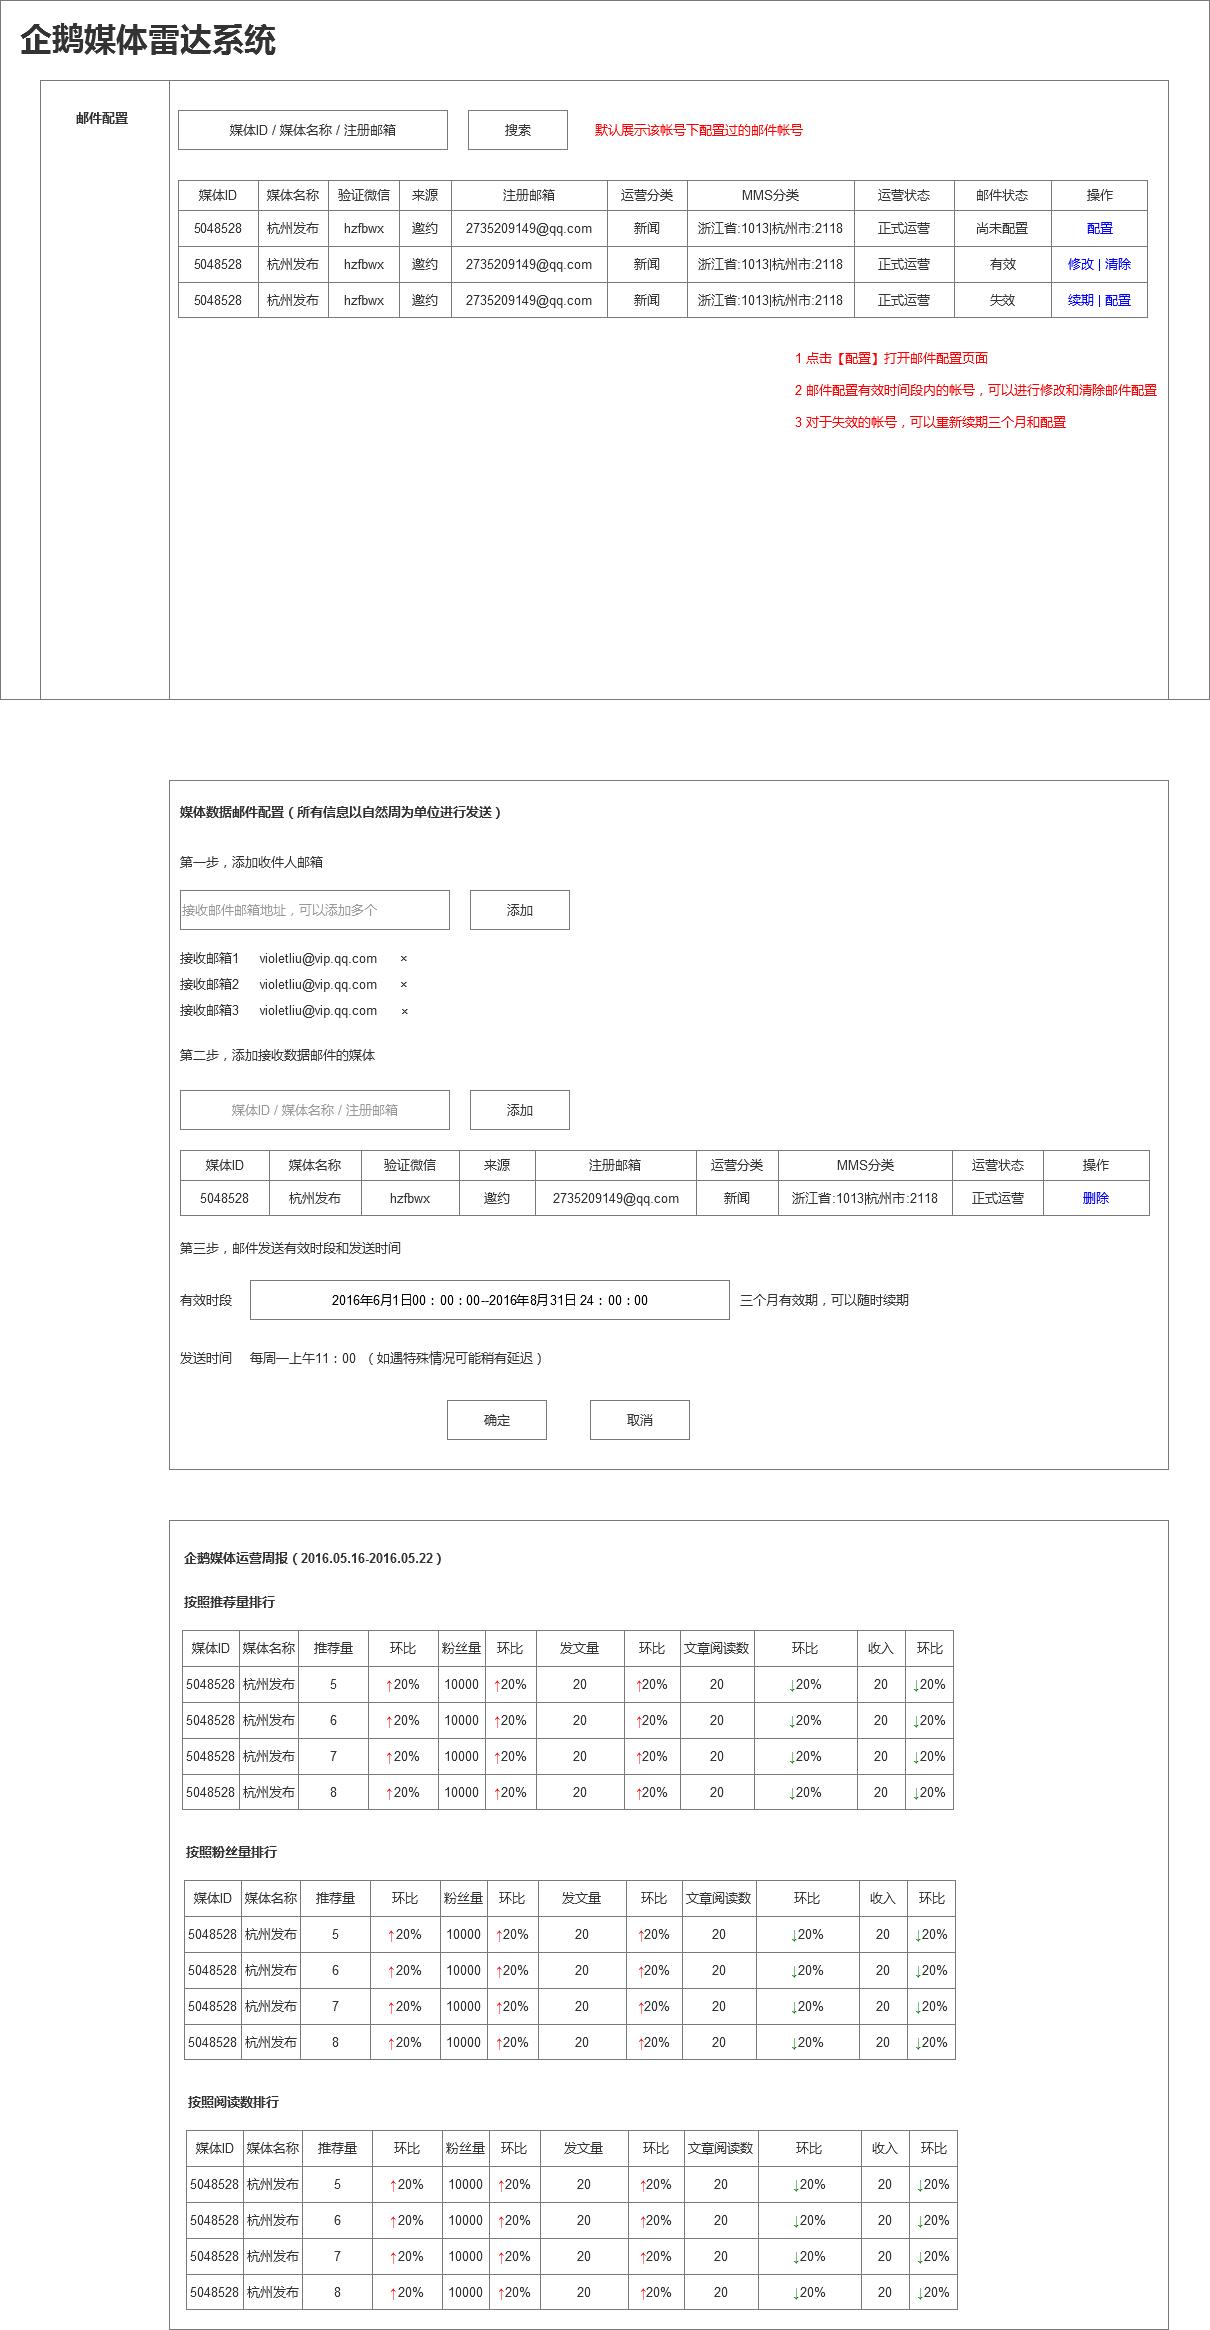 企鹅媒体雷达系统
邮件配置
媒体ID / 媒体名称 / 注册邮箱 搜索 默认展示该帐号下配置过的邮件帐号
媒体ID 媒体名称 验证微信 来源 注册邮箱 运营分类 MMS分类 运营状态 邮件状态 操作
5048528 杭州发布 hzfbwx 邀约 2735209149@qq.com 新闻 浙江省:1013|杭州市:2118 正式运营 尚未配置 配置
5048528 杭州发布 hzfbwx 邀约 2735209149@qq.com 新闻 浙江省:1013|杭州市:2118 正式运营 有效 修改 | 清除
5048528 杭州发布 hzfbwx 邀约 2735209149@qq.com 新闻 浙江省:1013|杭州市:2118 正式运营 失效 续期 | 配置
1 点击【配置】打开邮件配置页面
2 邮件配置有效时间段内的帐号，可以进行修改和清除邮件配置
3 对于失效的帐号，可以重新续期三个月和配置
媒体数据邮件配置（所有信息以自然周为单位进行发送）
第一步，添加收件人邮箱
接收邮件邮箱地址，可以添加多个 添加
接收邮箱1 violetliu@vip.qq.com ×
接收邮箱2 violetliu@vip.qq.com ×
接收邮箱3 violetliu@vip.qq.com ×
第二步，添加接收数据邮件的媒体
媒体ID / 媒体名称 / 注册邮箱 添加
媒体ID 媒体名称 验证微信 来源 注册邮箱 运营分类 MMS分类 运营状态 操作
5048528 杭州发布 hzfbwx 邀约 2735209149@qq.com 新闻 浙江省:1013|杭州市:2118 正式运营 删除
第三步，邮件发送有效时段和发送时间
有效时段 2016年6月1日00：00：00--2016年8月31日 24：00：00 三个月有效期，可以随时续期
发送时间 每周一上午11：00 （如遇特殊情况可能稍有延迟）
确定 取消
企鹅媒体运营周报（2016.05.16-2016.05.22）
按照推荐量排行
媒体ID 媒体名称 推荐量 环比 粉丝量 环比 发文量 环比 文章阅读数 环比 收入 环比
5048528 杭州发布 5 ↑20% 10000 ↑20% 20 ↑20% 20 ↓20% 20 ↓20%
5048528 杭州发布 6 ↑20% 10000 ↑20% 20 ↑20% 20 ↓20% 20 ↓20%
5048528 杭州发布 7 ↑20% 10000 ↑20% 20 ↑20% 20 ↓20% 20 ↓20%
5048528 杭州发布 8 ↑20% 10000 ↑20% 20 ↑20% 20 ↓20% 20 ↓20%
按照粉丝量排行
媒体ID 媒体名称 推荐量 环比 粉丝量 环比 发文量 环比 文章阅读数 环比 收入 环比
5048528 杭州发布 5 ↑20% 10000 ↑20% 20 ↑20% 20 ↓20% 20 ↓20%
5048528 杭州发布 6 ↑20% 10000 ↑20% 20 ↑20% 20 ↓20% 20 ↓20%
5048528 杭州发布 7 ↑20% 10000 ↑20% 20 ↑20% 20 ↓20% 20 ↓20%
5048528 杭州发布 8 ↑20% 10000 ↑20% 20 ↑20% 20 ↓20% 20 ↓20%
按照阅读数排行
媒体ID 媒体名称 推荐量 环比 粉丝量 环比 发文量 环比 文章阅读数 环比 收入 环比
5048528 杭州发布 5 ↑20% 10000 ↑20% 20 ↑20% 20 ↓20% 20 ↓20%
5048528 杭州发布 6 ↑20% 10000 ↑20% 20 ↑20% 20 ↓20% 20 ↓20%
5048528 杭州发布 7 ↑20% 10000 ↑20% 20 ↑20% 20 ↓20% 20 ↓20%
5048528 杭州发布 8 ↑20% 10000 ↑20% 20 ↑20% 20 ↓20% 20 ↓20%